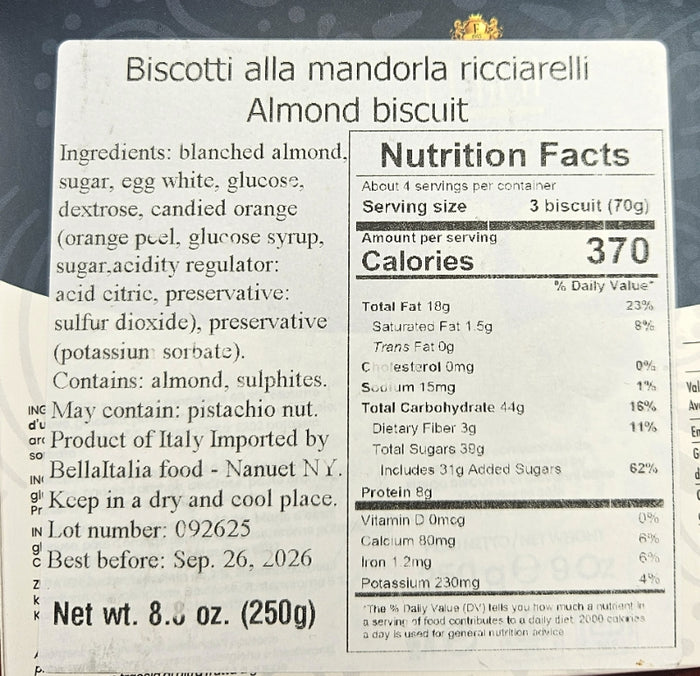 Biscotti alla mandorla ricciarelli
Almond biscuit
Ingredients: blanched almond,
sugar, egg white, glucose,
dextrose, candied orange
(orange peel, glucose syrup,
sugar,acidity regulator:
acid citric, preservative:
sulfur dioxide), preservative
(potassium sorbate).
Contains: almond, sulphites.
May contain: pistachio nut.
Product of Italy Imported by
BellaItalia food - Nanuet NY.
Keep in a dry and cool place.
Lot number: 092625
Best before: Sep. 26, 2026
Net wt. 8.8 oz. (250g)
Nutrition Facts
About 4 servings per container
Serving size 3 biscuit (70g)
Amount per serving
Calories 370
% Daily Value*
Total Fat 18g 23%
Saturated Fat 1.5g 8%
Trans Fat 0g
Cholesterol 0mg 0%
Sodium 15mg 1%
Total Carbohydrate 44g 16%
Dietary Fiber 3g 11%
Total Sugars 39g
Includes 31g Added Sugars 62%
Protein 8g
Vitamin D 0mcg 0%
Calcium 80mg 6%
Iron 1.2mg 6%
Potassium 230mg 4%
*The % Daily Value (DV) tells you how much a nutrient in
a serving of food contributes to a daily diet. 2000 calories
a day is used for general nutrition advice